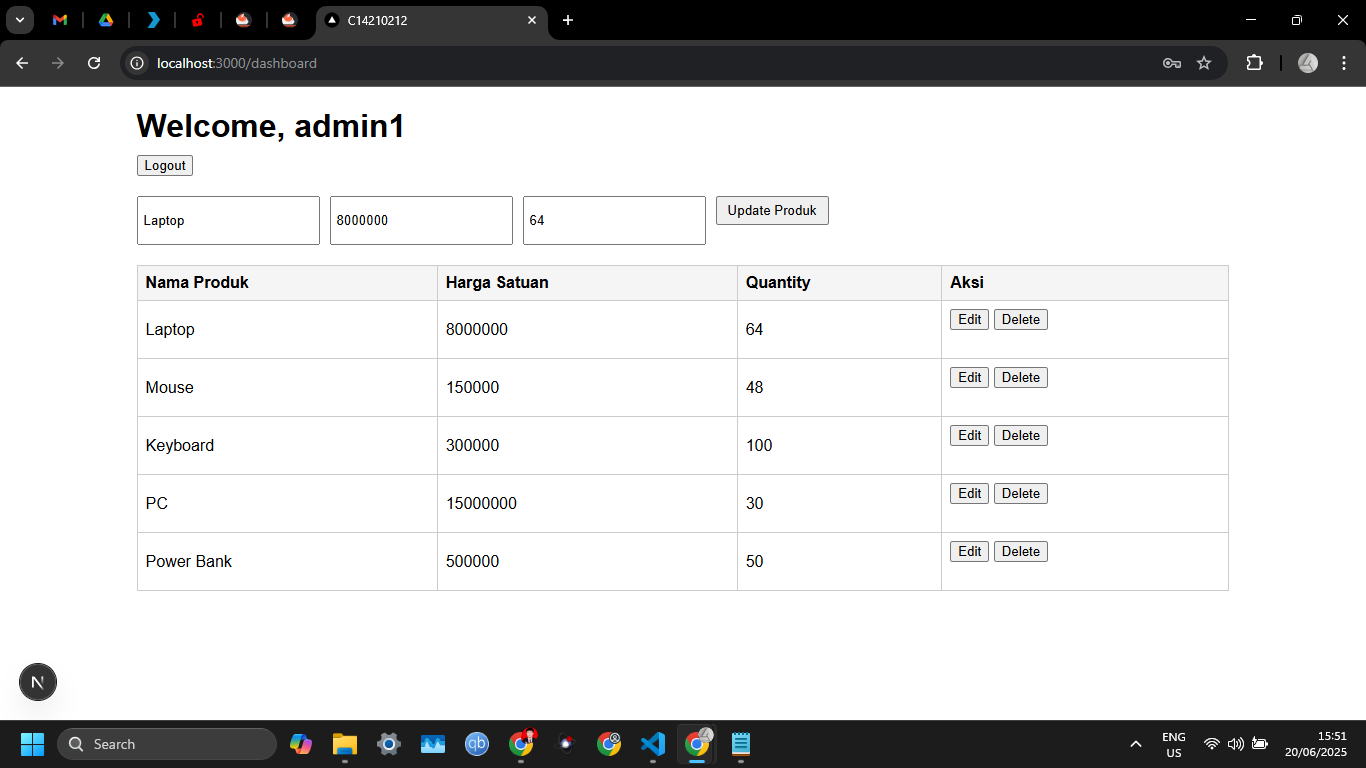 C14210212
localhost:3000/dashboard
Welcome, admin1
Logout
Laptop 8000000 64 Update Produk
Nama Produk Harga Satuan Quantity Aksi
Laptop 8000000 64 Edit Delete
Mouse 150000 48 Edit Delete
Keyboard 300000 100 Edit Delete
PC 15000000 30 Edit Delete
Power Bank 500000 50 Edit Delete
N
Search
qb
ENG
US
15:51
20/06/2025